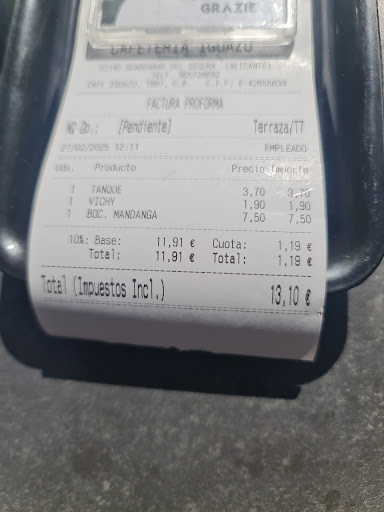 GRAZIE
CAFETERIA IGUAZU
(ALICANTE)
FACTURA PROFORMA
Nº Do.: [Pendiente] Terraza/T7
27/02/2025 12:11 EMPLEADO
Uds. Producto Precio Importe
1 TANQUE 3,70 3,70
1 VICHY 1,90 1,90
1 BOC. MANDANGA 7,50 7,50
10%: Base: 11,91 € Cuota: 1,19 €
Total: 11,91 € Total: 1,19 €
Total (Impuestos Incl.) 13,10 €